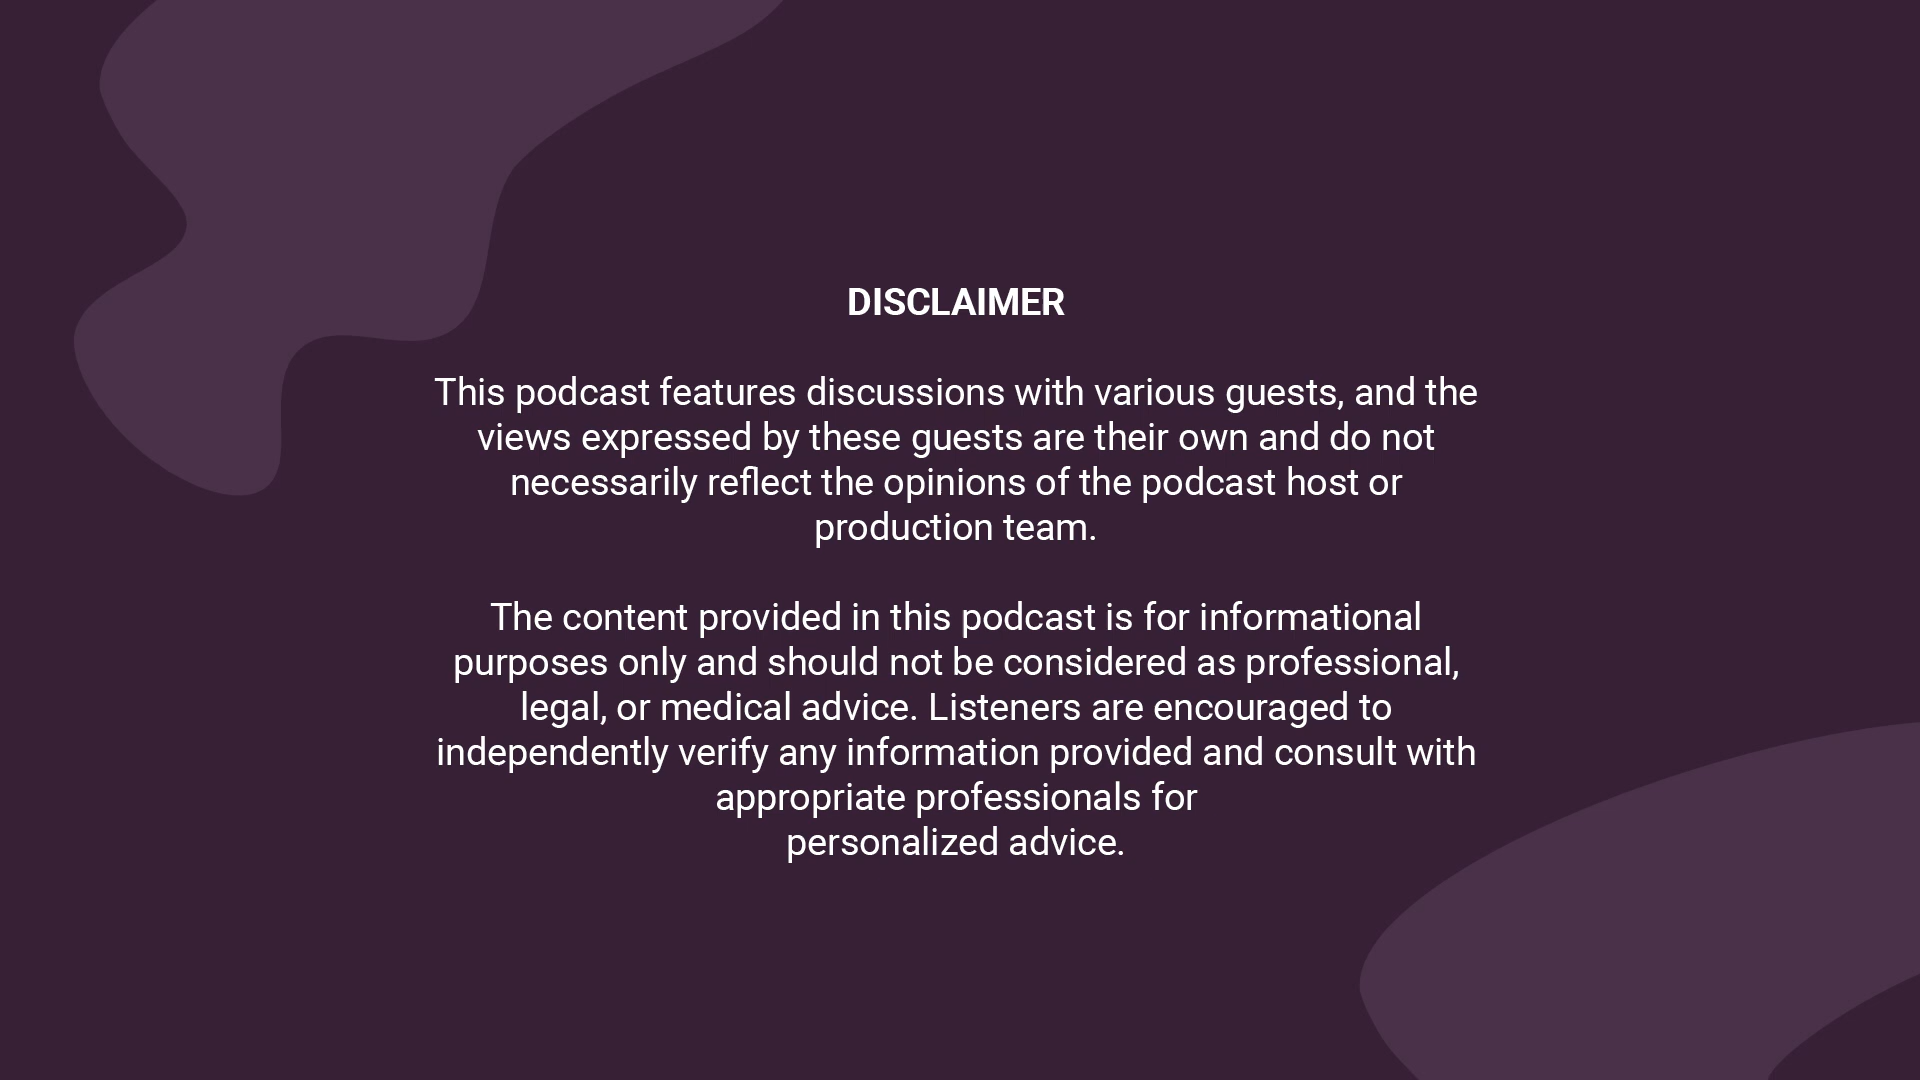 DISCLAIMER
This podcast features discussions with various guests, and the
views expressed by these guests are their own and do not
necessarily reflect the opinions of the podcast host or
production team.
The content provided in this podcast is for informational
purposes only and should not be considered as professional,
legal, or medical advice. Listeners are encouraged to
independently verify any information provided and consult with
appropriate professionals for
personalized advice.